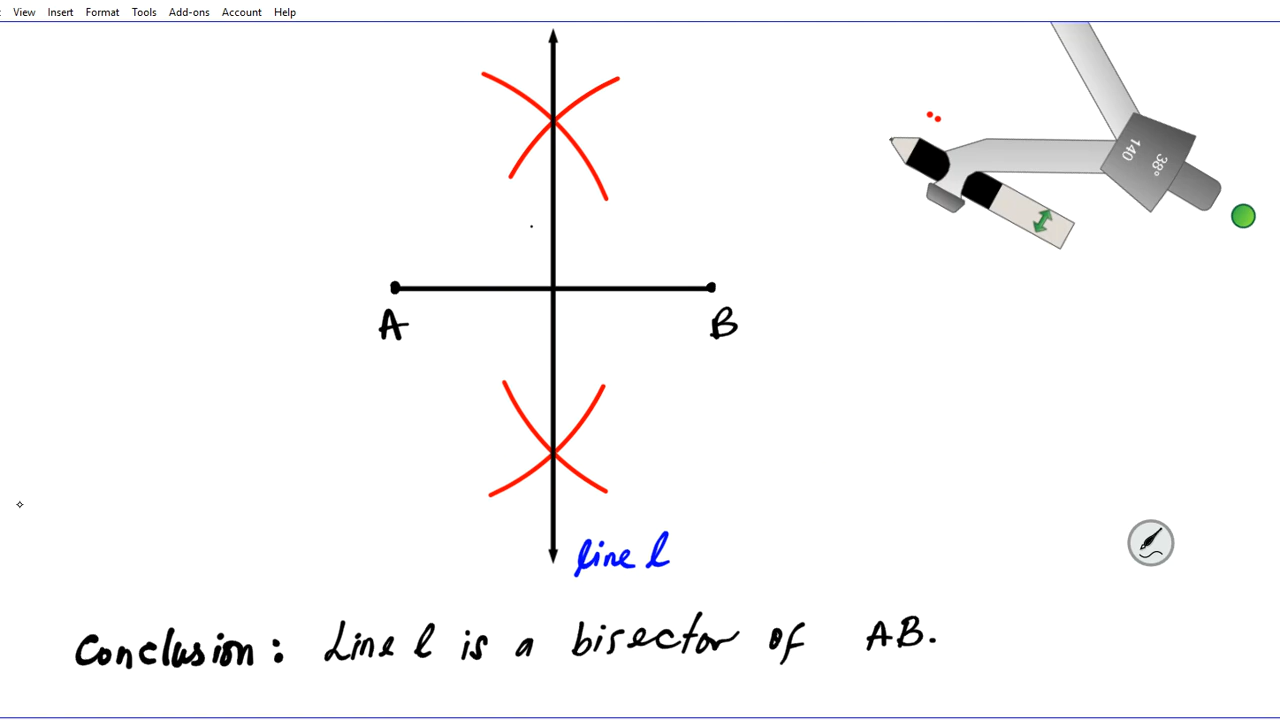 View Insert Format Tools Add-ons Account Help
140 38°
A B
line l
Conclusion: Line l is a bisector of AB.